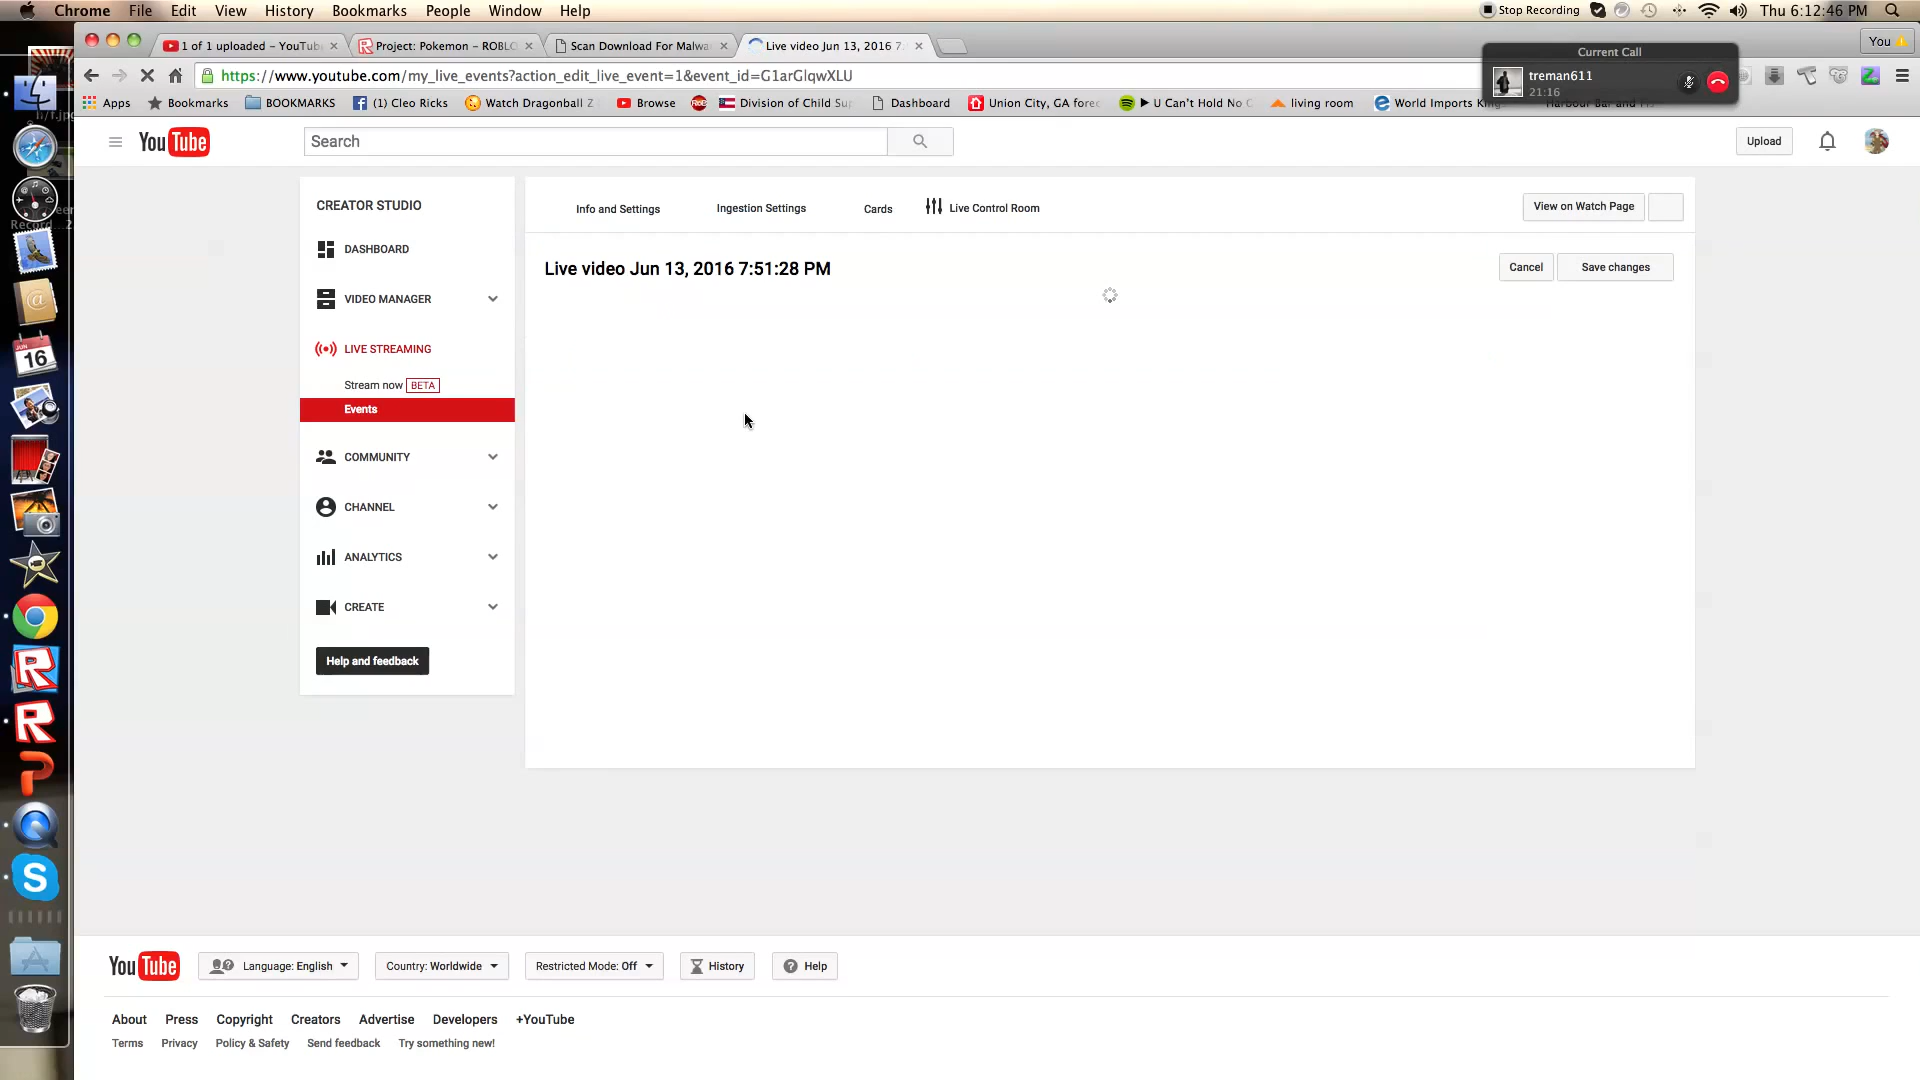 Chrome File Edit View History Bookmarks People Window Help Stop Recording Thu 6:12:46 PM
1 of 1 uploaded – YouTub Project: Pokemon – ROBLO Scan Download For Malwa Live video Jun 13, 2016 7: You
Current Call
treman611
21:16
https://www.youtube.com/my_live_events?action_edit_live_event=1&event_id=G1arGlqwXLU
Apps Bookmarks BOOKMARKS (1) Cleo Ricks Watch Dragonball Z Browse Division of Child Su Dashboard Union City, GA fore U Can't Hold No living room World Imports
YouTube Search Upload
CREATOR STUDIO
DASHBOARD
VIDEO MANAGER
LIVE STREAMING
Stream now BETA
Events
COMMUNITY
CHANNEL
ANALYTICS
CREATE
Help and feedback
Info and Settings Ingestion Settings Cards Live Control Room View on Watch Page
Live video Jun 13, 2016 7:51:28 PM Cancel Save changes
JUN
16
YouTube Language: English Country: Worldwide Restricted Mode: Off History Help
About Press Copyright Creators Advertise Developers +YouTube
Terms Privacy Policy & Safety Send feedback Try something new!